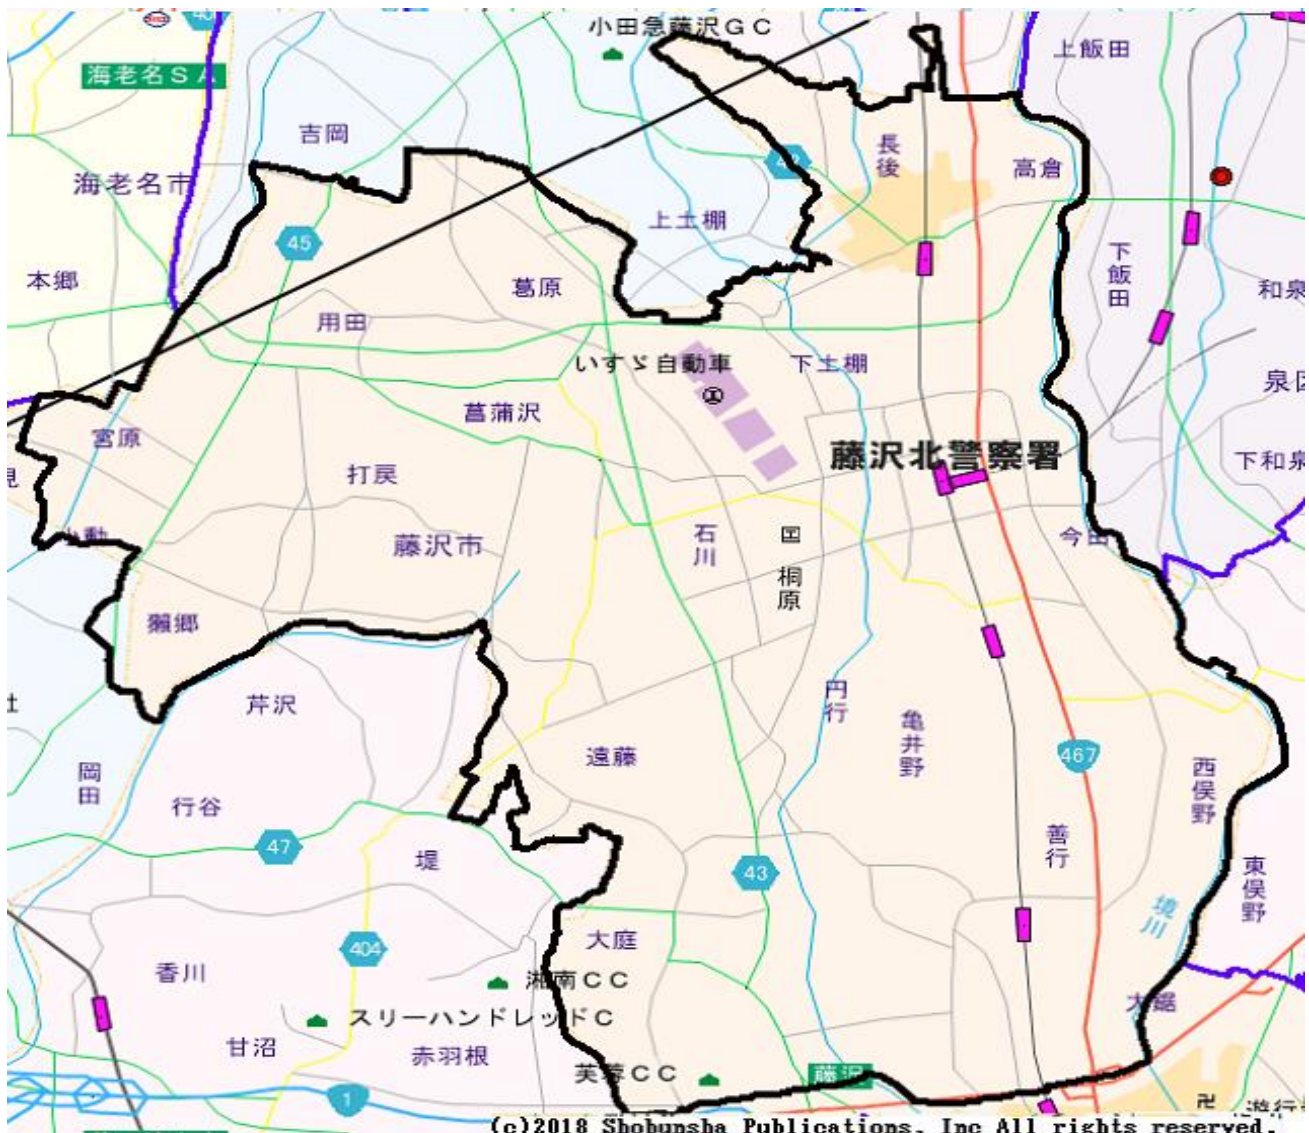 小田急藤沢GC
上飯田
海老名SA
吉岡
長後
高倉
海老名市
上土棚
45
下飯田
本郷
葛原
和泉
用田
いすゞ自動車
下土棚
泉区
菖蒲沢
宮原
藤沢北警察署
下和泉
打戻
石川
今田
藤沢市
桐原
獺郷
芹沢
円行
亀井野
遠藤
467
西俣野
岡田
行谷
善行
47
堤
43
東俣野
境川
大庭
404
香川
湘南CC
スリーハンドレッドC
大鋸
甘沼
赤羽根
芙蓉CC
藤沢
1
(c)2018 Shobunsha Publications, Inc All rights reserved.